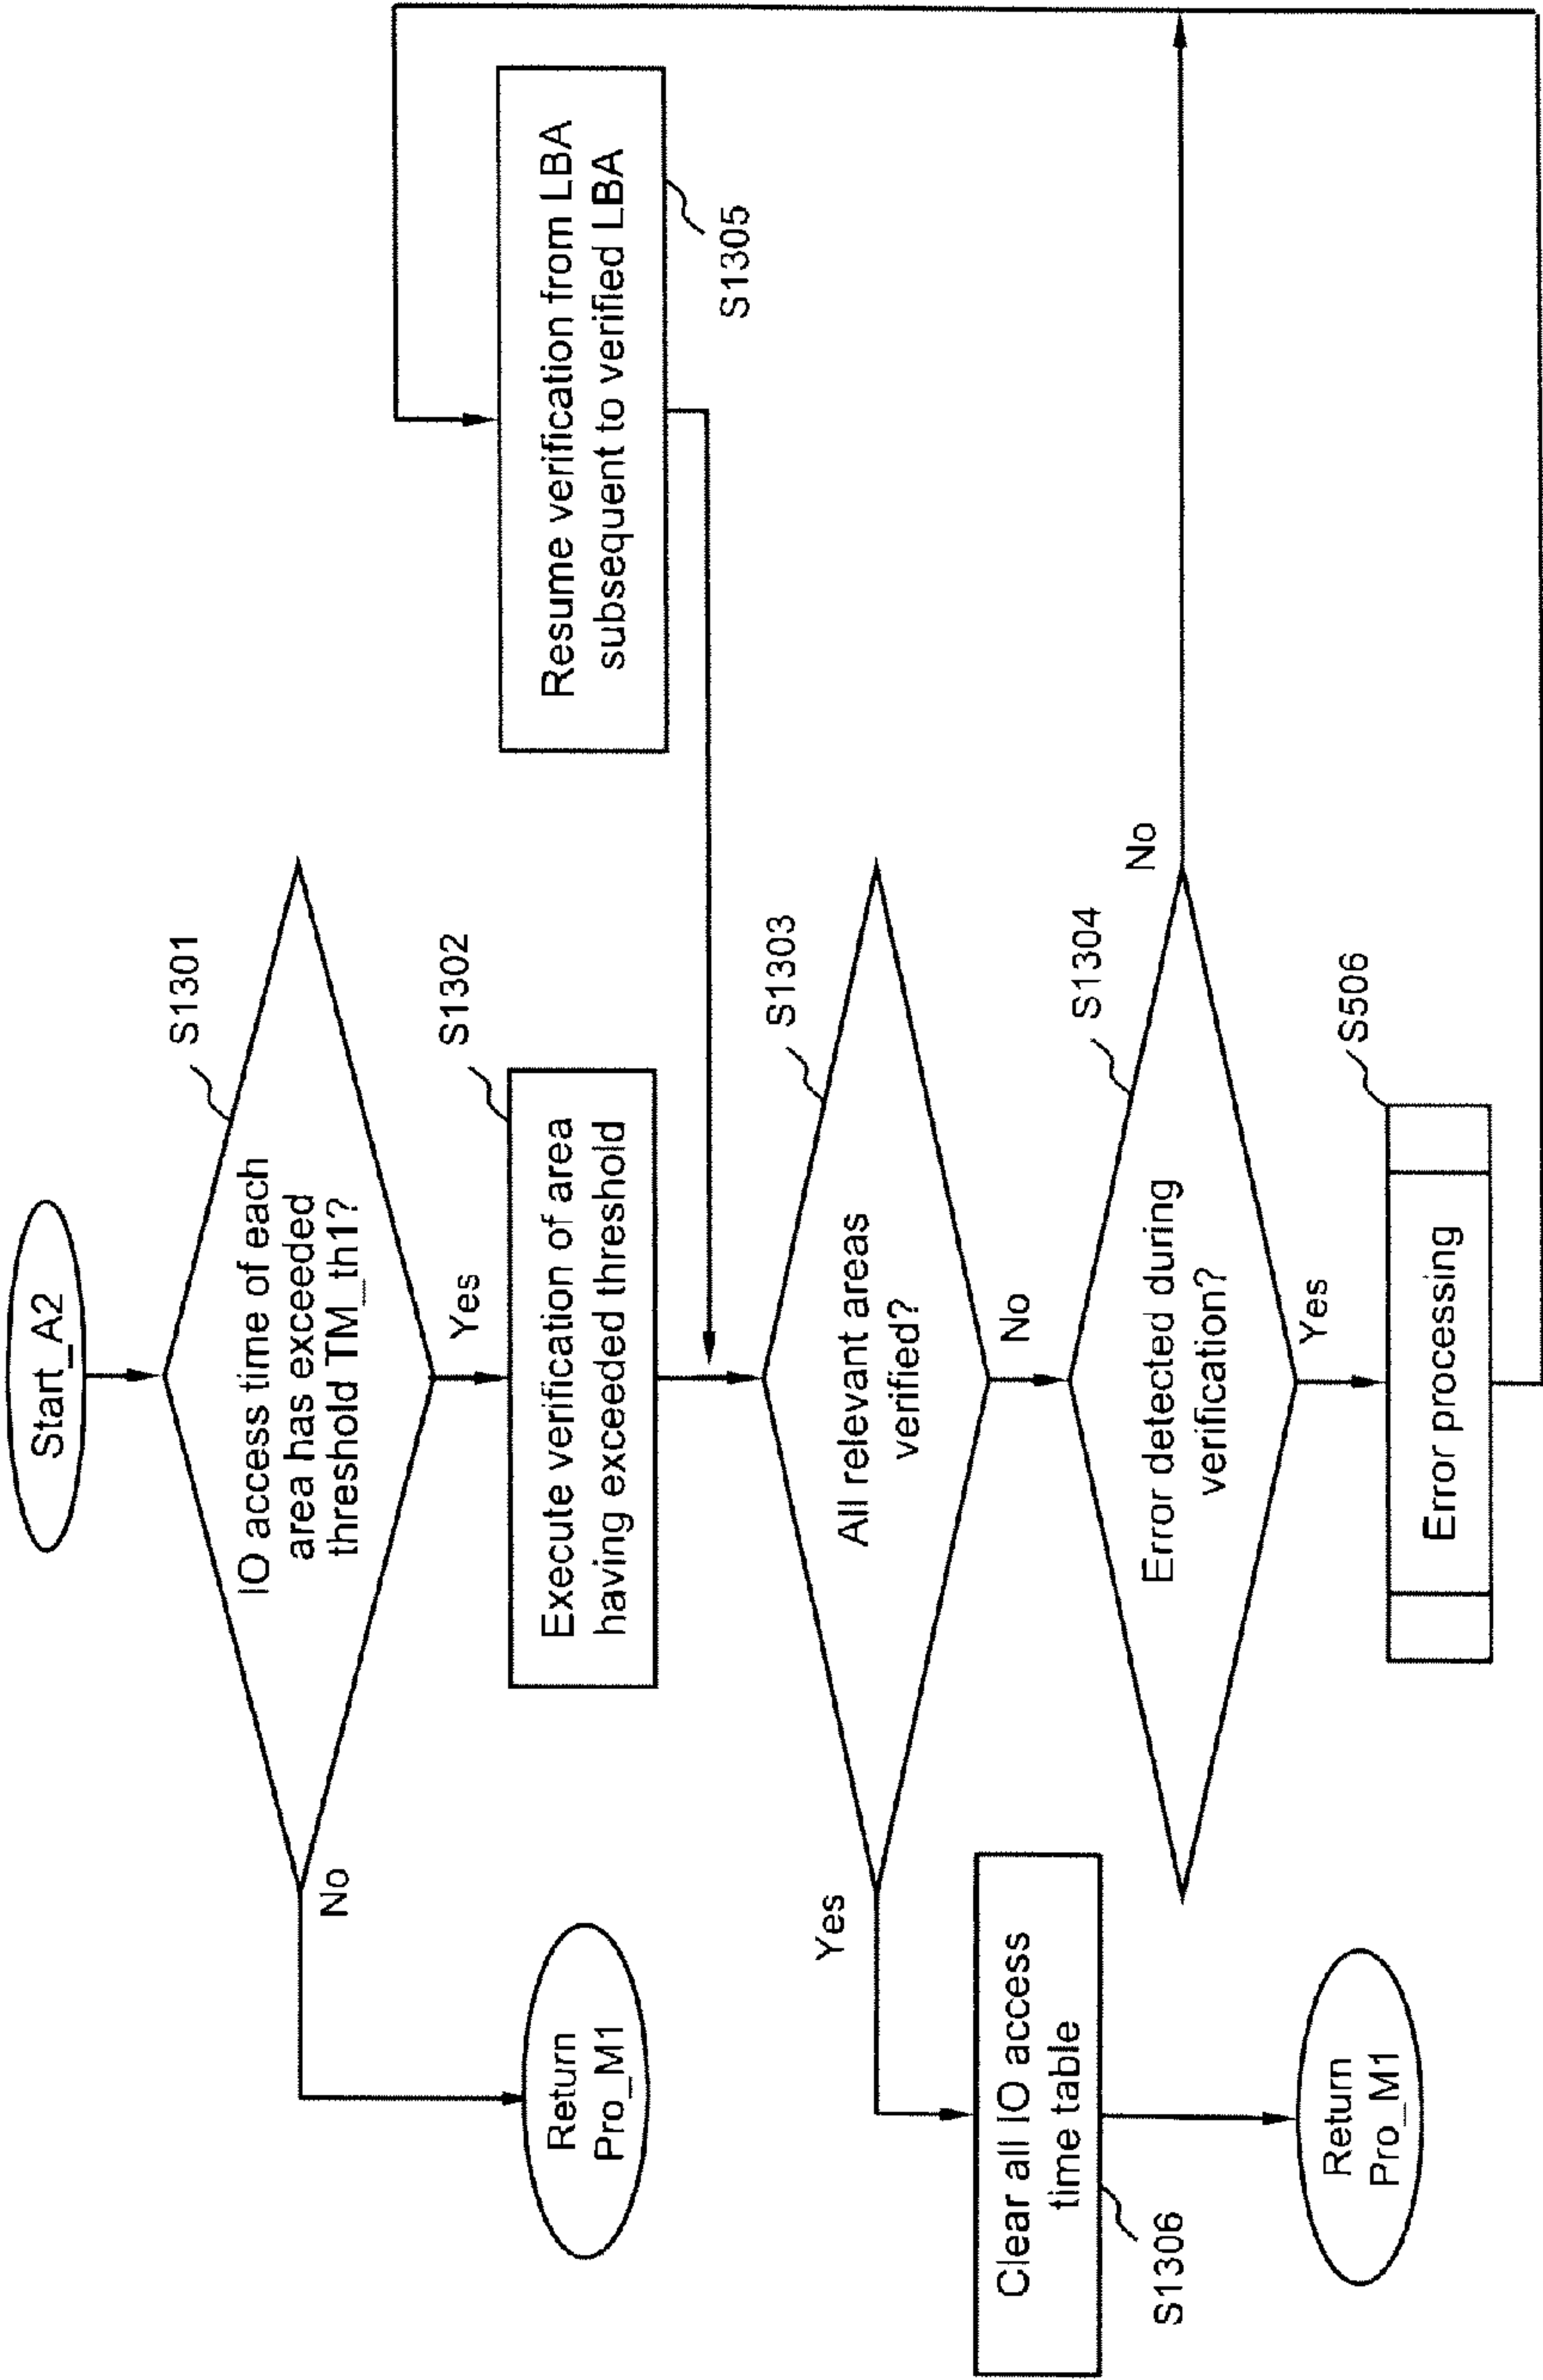 Start_A2
S1301
IO access time of each
area has exceeded
threshold TM_th1?
No
Yes
Return
Pro_M1
S1302
Execute verification of area
having exceeded threshold
Resume verification from LBA
subsequent to verified LBA
S1305
S1303
All relevant areas
verified?
Yes
No
Clear all IO access
time table
S1306
Return
Pro_M1
S1304
Error detected during
verification?
No
Yes
S506
Error processing